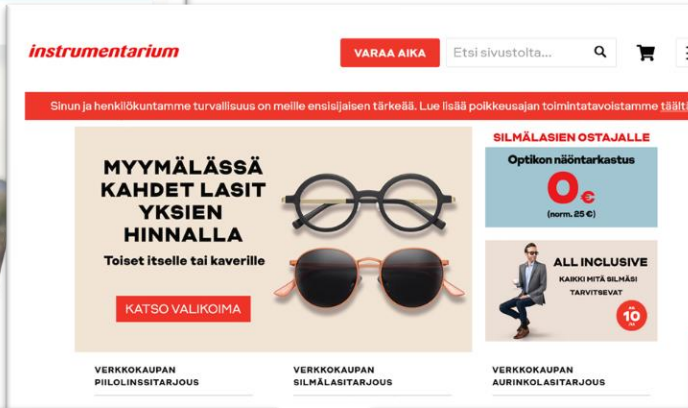 instrumentarium
VARAA AIKA
Etsi sivustolta...
Sinun ja henkilökuntamme turvallisuus on meille ensisijaisen tärkeää. Lue lisää poikkeusajan toimintatavoistamme täält
MYYMÄLÄSSÄ
KAHDET LASIT
YKSIEN
HINNALLA
Toiset itselle tai kaverille
KATSO VALIKOIMA
SILMÄLASIEN OSTAJALLE
Optikon näöntarkastus
0€
(norm. 25 €)
ALL INCLUSIVE
KAIKKI MITÄ SILMÄSI
TARVITSEVAT
10
VERKKOKAUPAN
PIILOLINSSITARJOUS
VERKKOKAUPAN
SILMÄLASITARJOUS
VERKKOKAUPAN
AURINKOLASITARJOUS